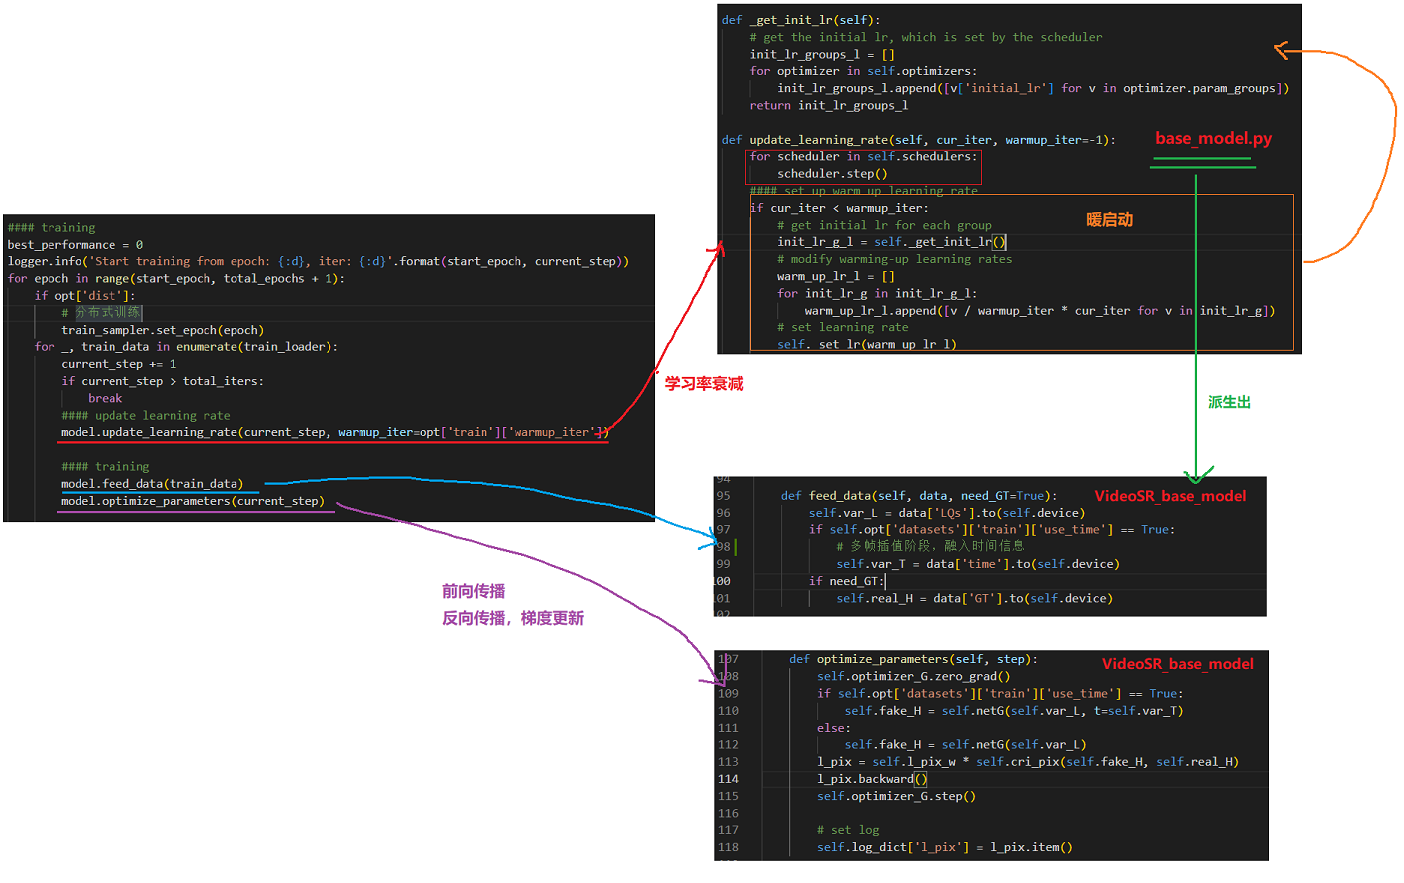 #### training
best_performance = 0
logger.info('Start training from epoch: {:d}, iter: {:d}'.format(start_epoch, current_step))
for epoch in range(start_epoch, total_epochs + 1):
    if opt['dist']:
        # 分布式训练
        train_sampler.set_epoch(epoch)
    for _, train_data in enumerate(train_loader):
        current_step += 1
        if current_step > total_iters:
            break
        #### update learning rate
        model.update_learning_rate(current_step, warmup_iter=opt['train']['warmup_iter'])
        #### training
        model.feed_data(train_data)
        model.optimize_parameters(current_step)
def _get_init_lr(self):
    # get the initial lr, which is set by the scheduler
    init_lr_groups_l = []
    for optimizer in self.optimizers:
        init_lr_groups_l.append([v['initial_lr'] for v in optimizer.param_groups])
    return init_lr_groups_l
def update_learning_rate(self, cur_iter, warmup_iter=-1):
base_model.py
    for scheduler in self.schedulers:
        scheduler.step()
    #### set up warm up learning rate
    if cur_iter < warmup_iter:
暖启动
        # get initial lr for each group
        init_lr_g_l = self._get_init_lr()
        # modify warming-up learning rates
        warm_up_lr_l = []
        for init_lr_g in init_lr_g_l:
            warm_up_lr_l.append([v / warmup_iter * cur_iter for v in init_lr_g])
        # set learning rate
        self._set_lr(warm_up_lr_l)
学习率衰减
派生出
94
95 def feed_data(self, data, need_GT=True):
VideoSR_base_model
96     self.var_L = data['LQs'].to(self.device)
97     if self.opt['datasets']['train']['use_time'] == True:
98         # 多帧插值阶段，融入时间信息
99         self.var_T = data['time'].to(self.device)
100     if need_GT:
101         self.real_H = data['GT'].to(self.device)
102
前向传播
反向传播，梯度更新
107 def optimize_parameters(self, step):
VideoSR_base_model
108     self.optimizer_G.zero_grad()
109     if self.opt['datasets']['train']['use_time'] == True:
110         self.fake_H = self.netG(self.var_L, t=self.var_T)
111     else:
112         self.fake_H = self.netG(self.var_L)
113     l_pix = self.l_pix_w * self.cri_pix(self.fake_H, self.real_H)
114     l_pix.backward()
115     self.optimizer_G.step()
116
117     # set log
118     self.log_dict['l_pix'] = l_pix.item()